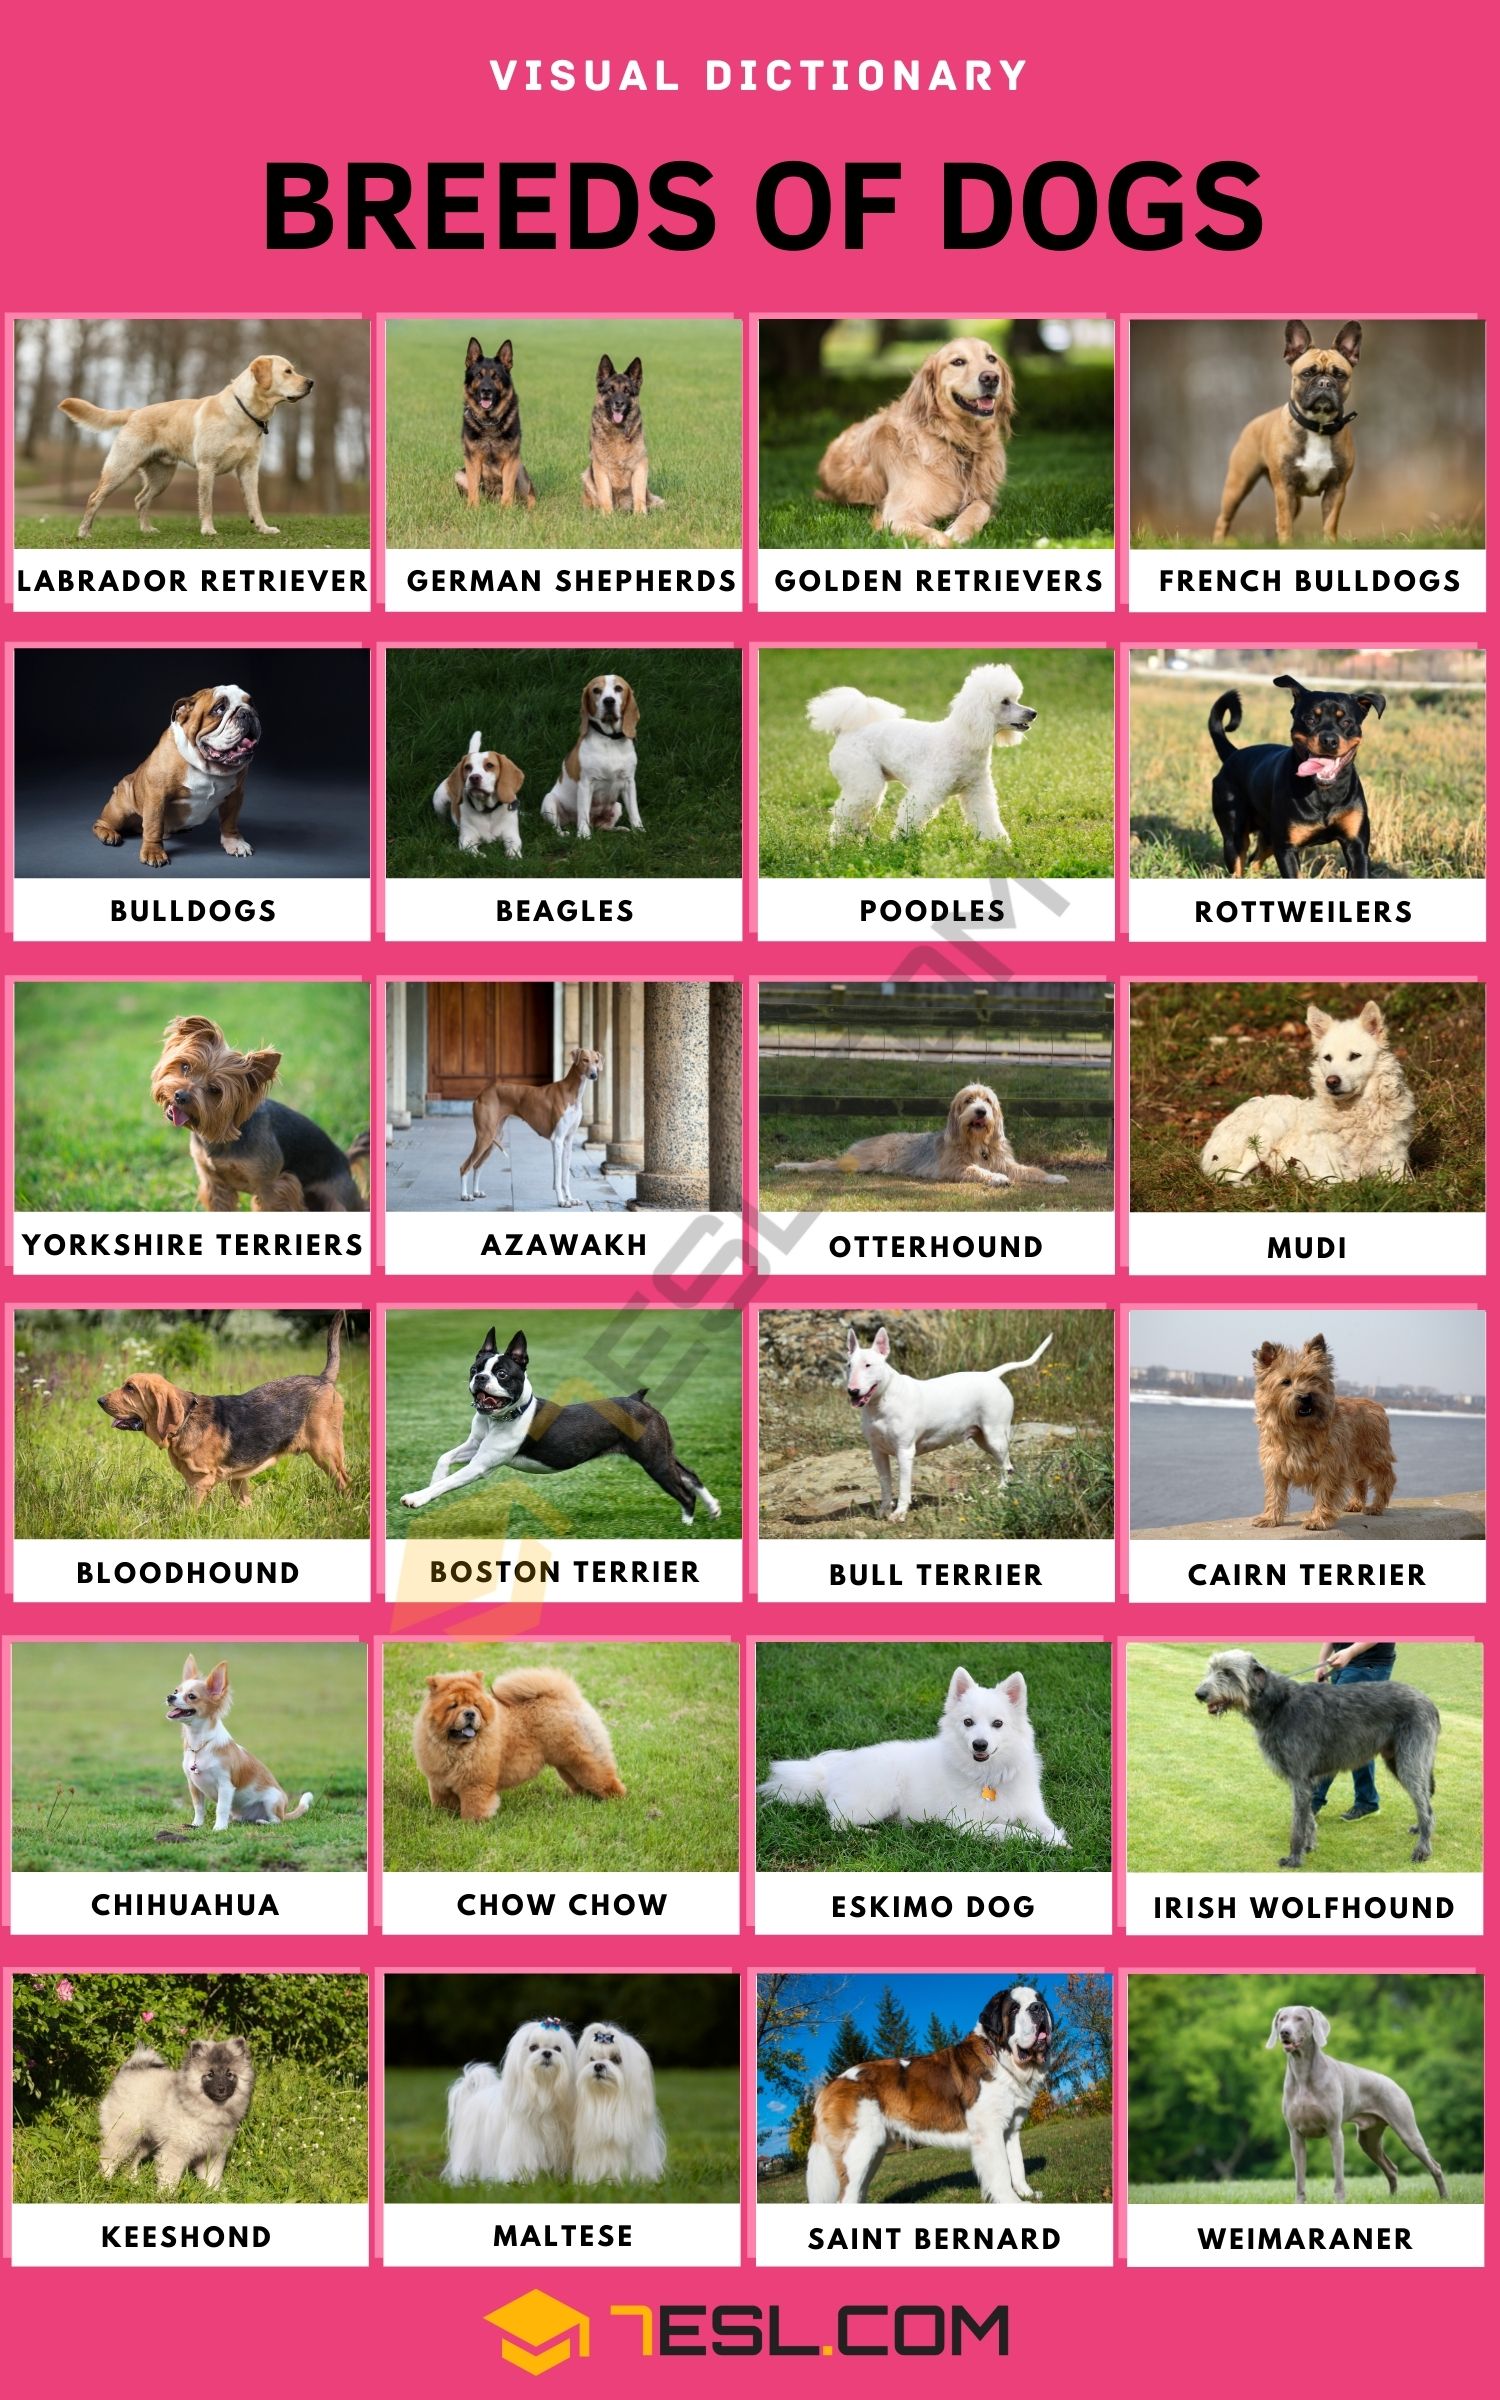 VISUAL DICTIONARY
BREEDS OF DOGS
LABRADOR RETRIEVER
GERMAN SHEPHERDS
GOLDEN RETRIEVERS
FRENCH BULLDOGS
BULLDOGS
BEAGLES
POODLES
ROTTWEILERS
YORKSHIRE TERRIERS
AZAWAKH
OTTERHOUND
MUDI
BLOODHOUND
BOSTON TERRIER
BULL TERRIER
CAIRN TERRIER
CHIHUAHUA
CHOW CHOW
ESKIMO DOG
IRISH WOLFHOUND
KEESHOND
MALTESE
SAINT BERNARD
WEIMARANER
7ESL.COM
7ESL.COM